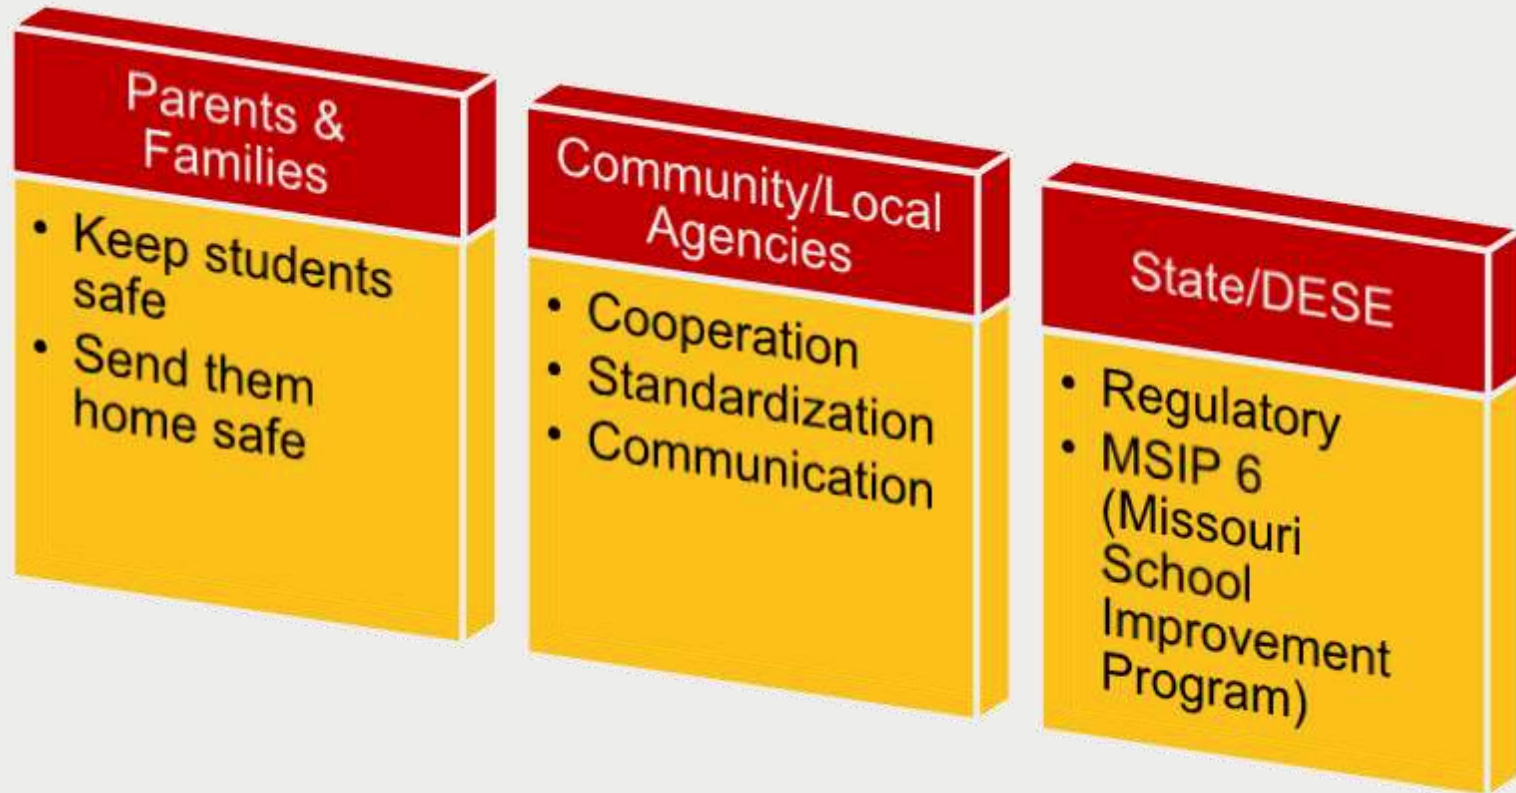 Parents &
Families
• Keep students
safe
• Send them
home safe
Community/Local
Agencies
• Cooperation
• Standardization
• Communication
State/DESE
• Regulatory
• MSIP 6
(Missouri
School
Improvement
Program)